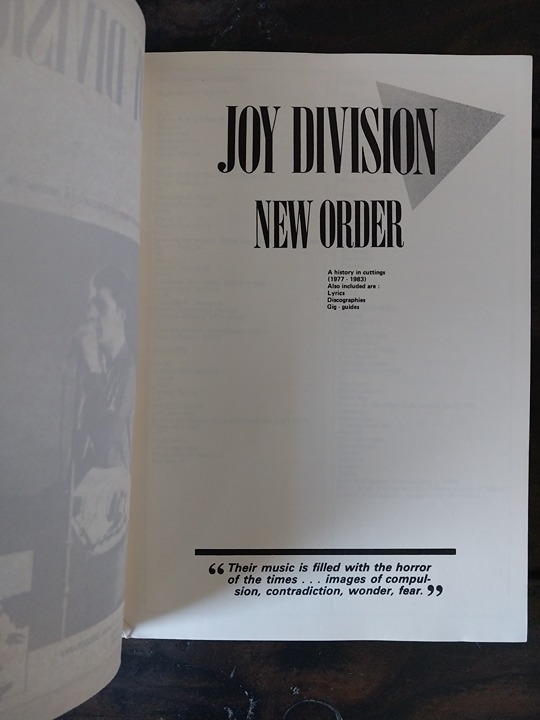 JOY DIVISION
NEW ORDER
A history in cuttings
(1977 - 1983)
Also included are :
Lyrics
Discographies
Gig - guides
“ Their music is filled with the horror
of the times . . . images of compul-
sion, contradiction, wonder, fear. ”